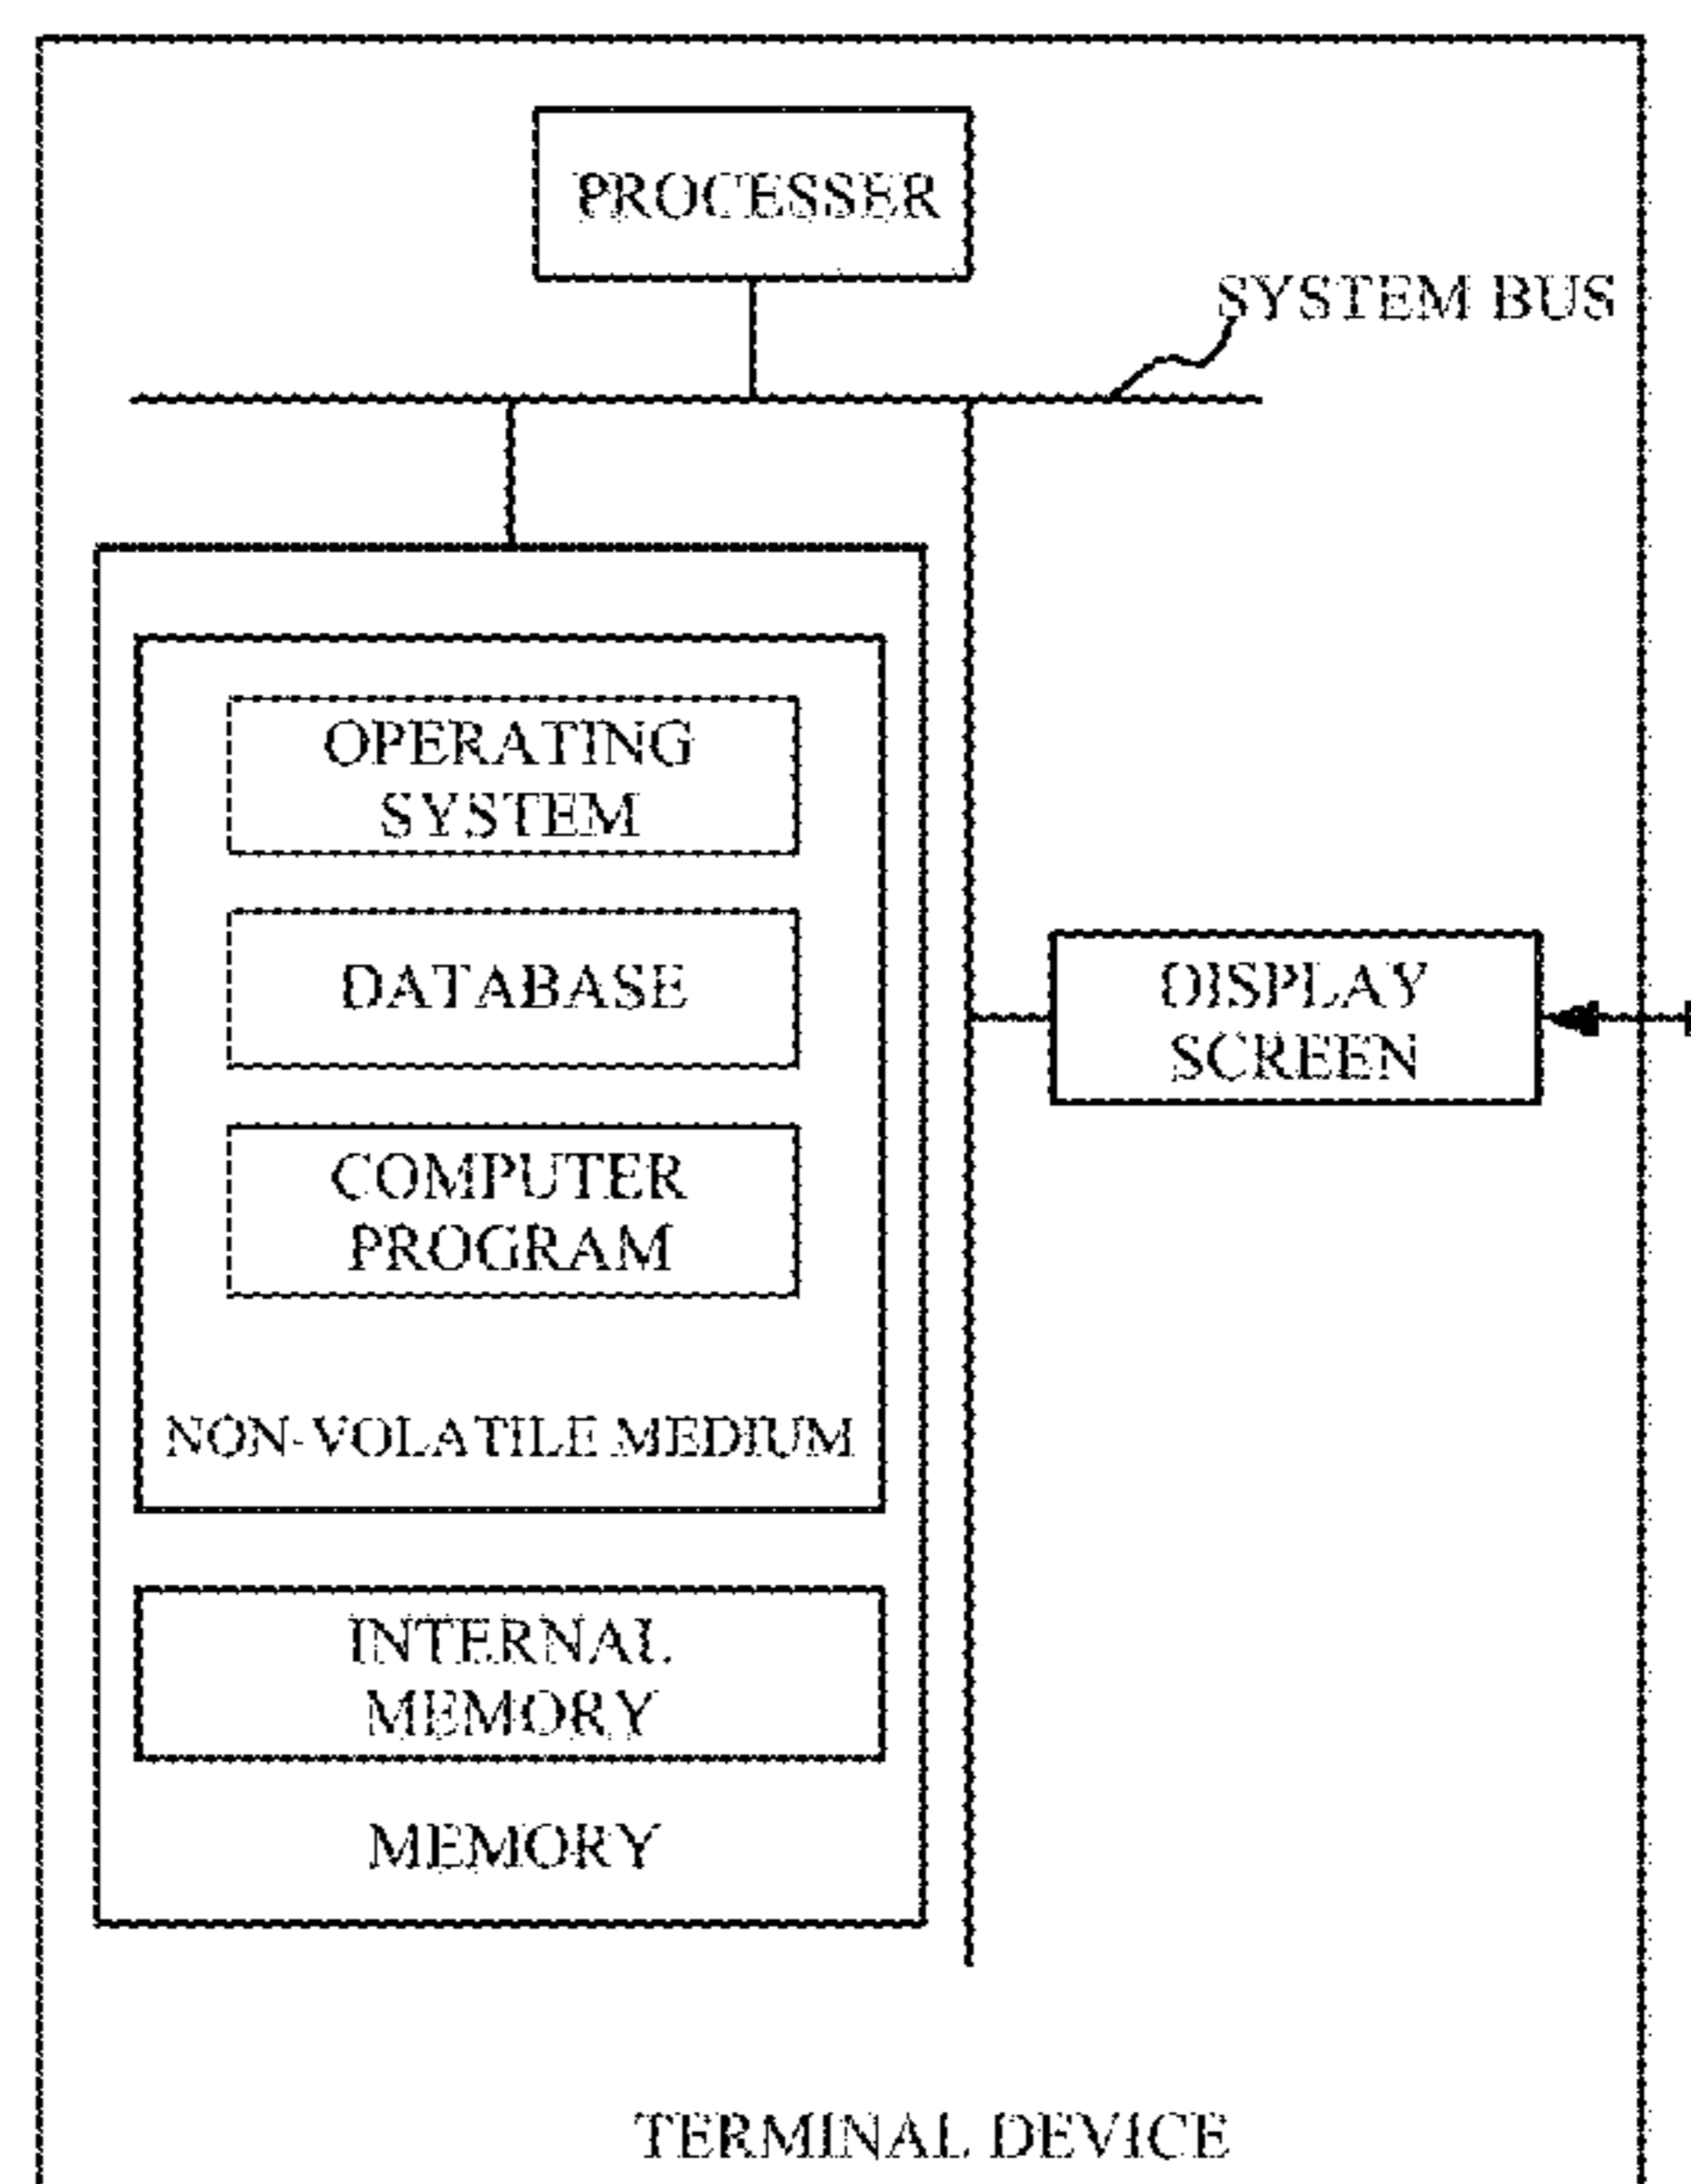 PROCESSER
SYSTEM BUS
OPERATING
SYSTEM
DATABASE
DISPLAY
SCREEN
COMPUTER
PROGRAM
NON-VOLATILE MEDIUM
INTERNAL
MEMORY
MEMORY
TERMINAL DEVICE